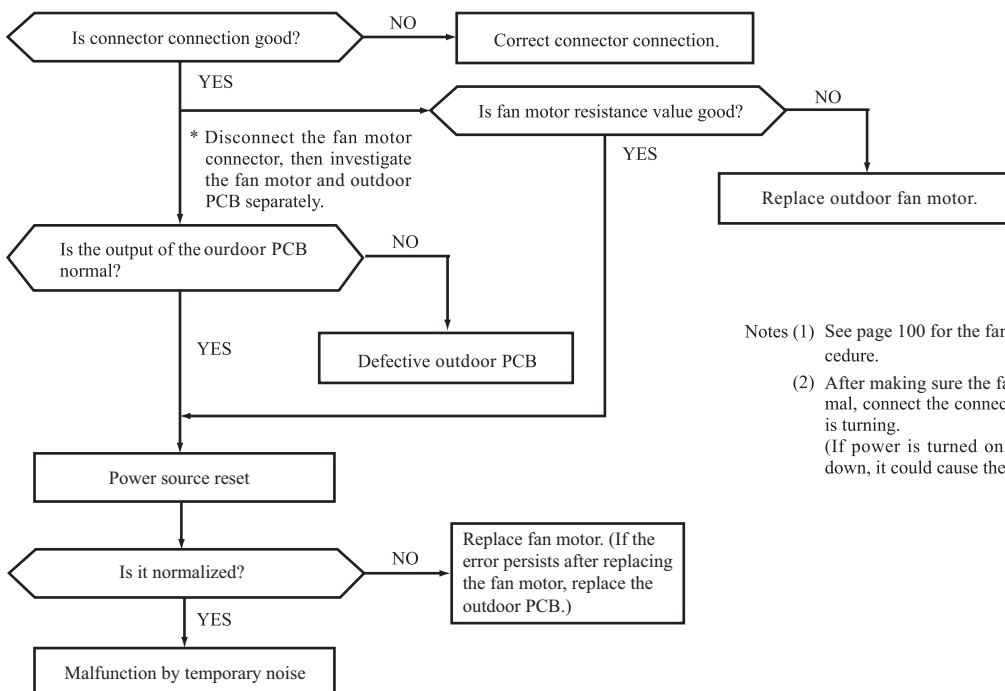 Is connector connection good?
NO
Correct connector connection.
YES
Is fan motor resistance value good?
NO
* Disconnect the fan motor
connector, then investigate
the fan motor and outdoor
PCB separately.
YES
Replace outdoor fan motor.
Is the output of the ourdoor PCB
normal?
NO
YES
Defective outdoor PCB
Notes (1) See page 100 for the fan
cedure.
(2) After making sure the fa
mal, connect the connec
is turning.
(If power is turned on
down, it could cause the
Power source reset
Is it normalized?
NO
Replace fan motor. (If the
error persists after replacing
the fan motor, replace the
outdoor PCB.)
YES
Malfunction by temporary noise